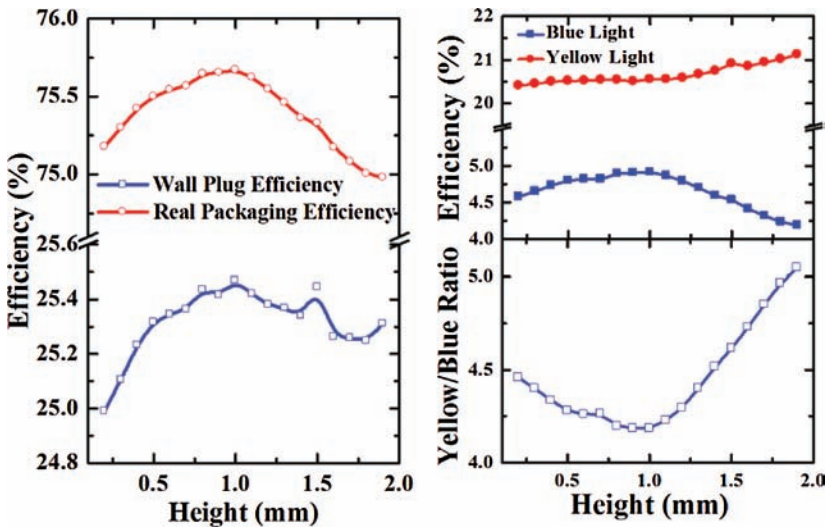 76.0
75.5
75.0
25.6
25.4
25.2
25.0
24.8
Efficiency (%)
Wall Plug Efficiency
Real Packaging Efficiency
0.5
1.0
1.5
2.0
Height (mm)
22
21
20
5.0
4.5
4.0
Efficiency (%)
Blue Light
Yellow Light
5.0
4.5
4.0
Yellow/Blue Ratio
0.5
1.0
1.5
2.0
Height (mm)